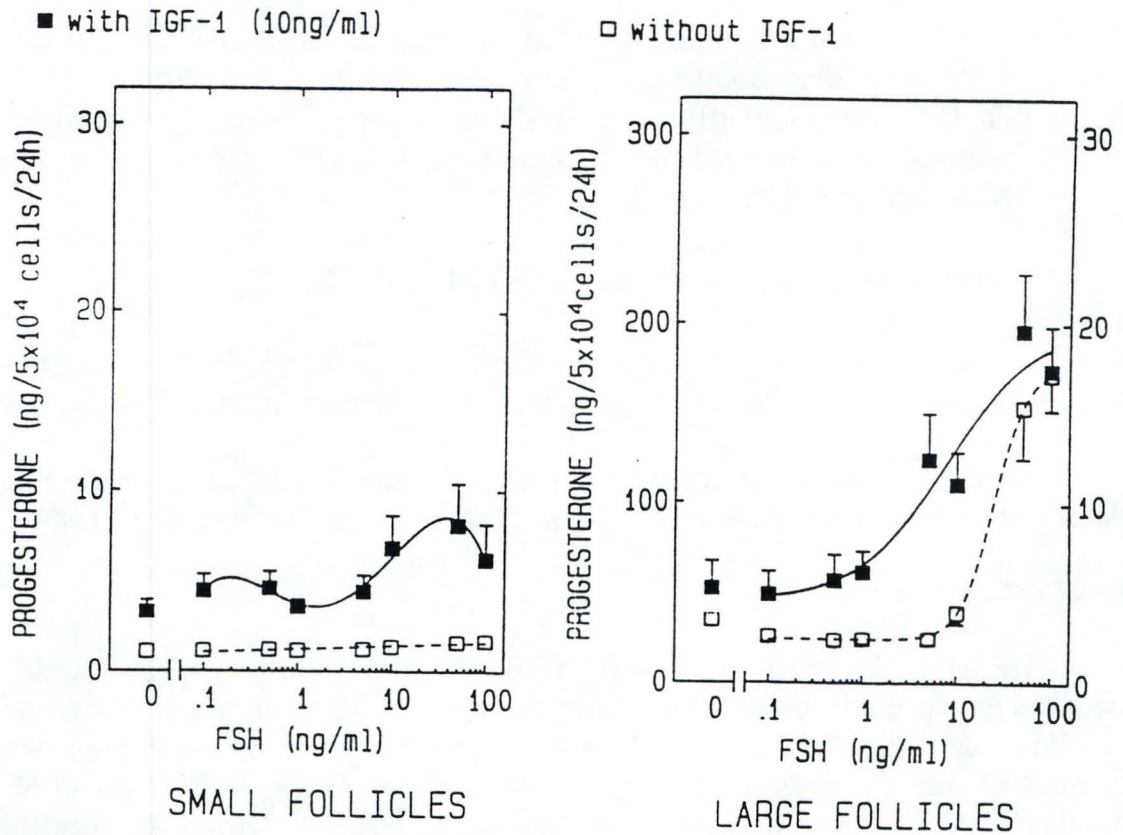 ■ with IGF-1 (10ng/ml)
□ without IGF-1
PROGESTERONE (ng/5x10⁴ cells/24h)
30
20
10
0
0 .1 1 10 100
FSH (ng/ml)
SMALL FOLLICLES
PROGESTERONE (ng/5x10⁴cells/24h)
300
200
100
0
30
20
10
0
0 .1 1 10 100
FSH (ng/ml)
LARGE FOLLICLES